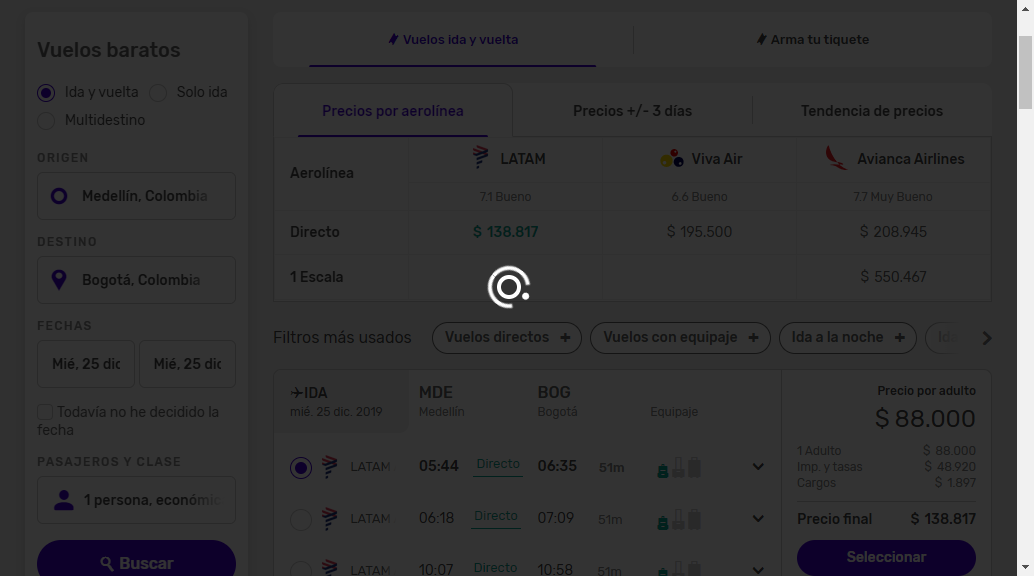 Vuelos baratos
Ida y vuelta
Solo ida
Multidestino
ORIGEN
Medellín, Colombia
DESTINO
Bogotá, Colombia
FECHAS
Mié, 25 dic
Mié, 25 dic
Todavía no he decidido la
fecha
PASAJEROS Y CLASE
1 persona, económic
Buscar
Vuelos ida y vuelta
Arma tu tiquete
Precios por aerolínea
Precios +/- 3 días
Tendencia de precios
Aerolínea
LATAM
Viva Air
Avianca Airlines
7.1 Bueno
6.6 Bueno
7.7 Muy Bueno
Directo
$ 138.817
$ 195.500
$ 208.945
1 Escala
$ 550.467
Filtros más usados
Vuelos directos +
Vuelos con equipaje +
Ida a la noche +
IDA
mié. 25 dic. 2019
MDE
Medellín
BOG
Bogotá
Equipaje
LATAM
05:44
Directo
06:35
51m
LATAM
06:18
Directo
07:09
51m
LATAM
10:07
Directo
10:58
51m
Precio por adulto
$ 88.000
1 Adulto
$ 88.000
Imp. y tasas
$ 48.920
Cargos
$ 1.897
Precio final
$ 138.817
Seleccionar